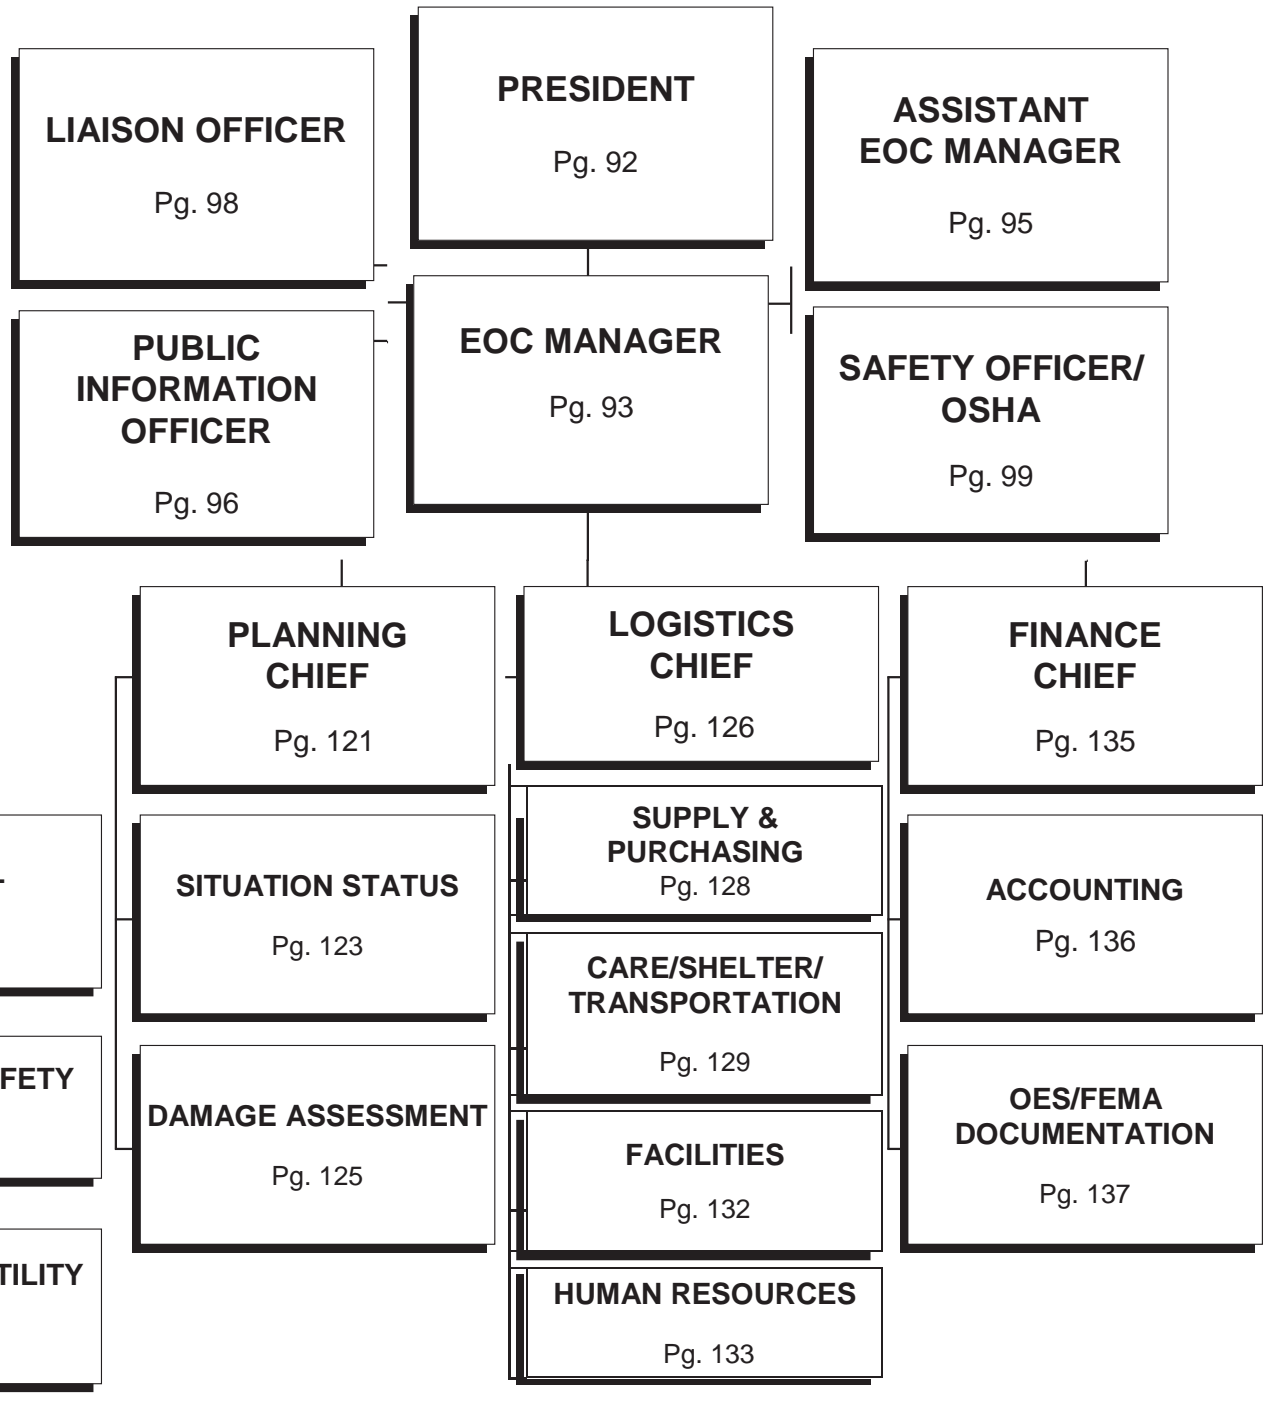 PRESIDENT
Pg. 92
LIAISON OFFICER
Pg. 98
ASSISTANT
EOC MANAGER
Pg. 95
EOC MANAGER
Pg. 93
PUBLIC
INFORMATION
OFFICER
Pg. 96
SAFETY OFFICER/
OSHA
Pg. 99
PLANNING
CHIEF
Pg. 121
LOGISTICS
CHIEF
Pg. 126
FINANCE
CHIEF
Pg. 135
SITUATION STATUS
Pg. 123
SUPPLY &
PURCHASING
Pg. 128
ACCOUNTING
Pg. 136
CARE/SHELTER/
TRANSPORTATION
Pg. 129
FETY
DAMAGE ASSESSMENT
Pg. 125
FACILITIES
Pg. 132
OES/FEMA
DOCUMENTATION
Pg. 137
TILITY
HUMAN RESOURCES
Pg. 133